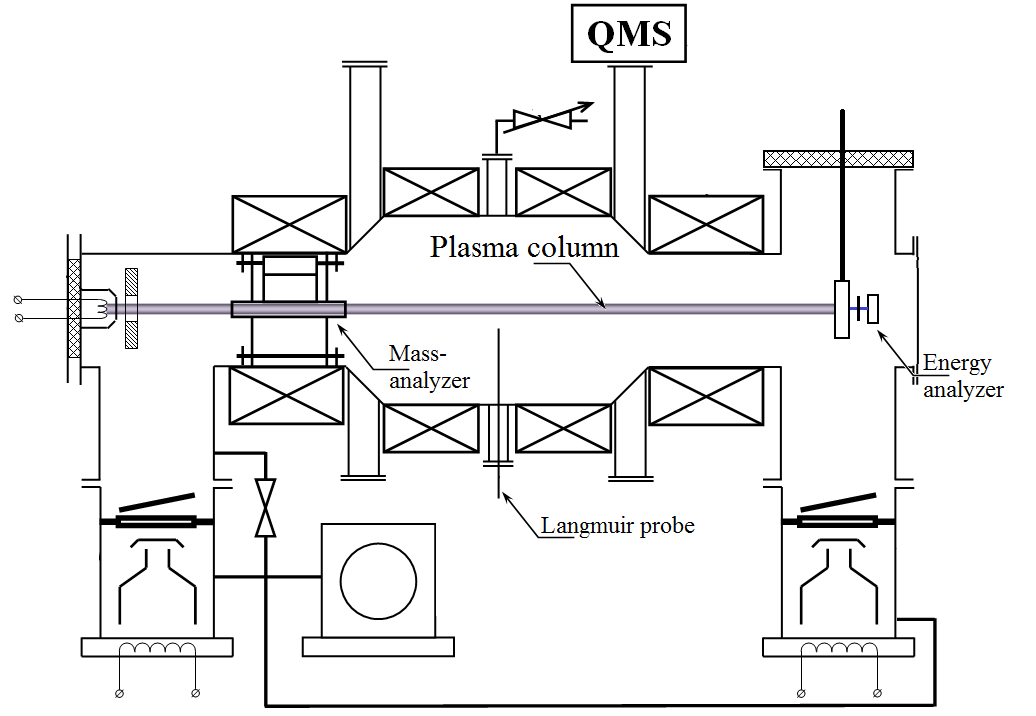 QMS
Plasma column
Mass-
analyzer
Energy
analyzer
Langmuir probe